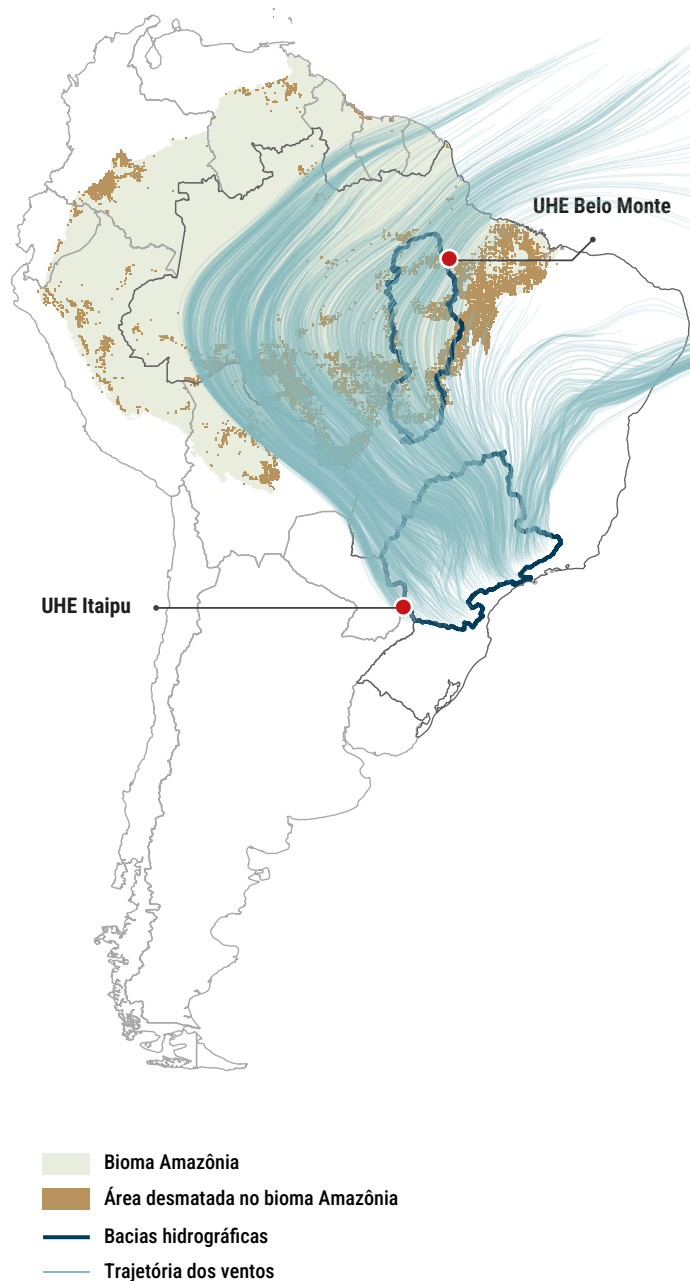 UHE Belo Monte
UHE Itaipu
Bioma Amazônia
Área desmatada no bioma Amazônia
Bacias hidrográficas
Trajetória dos ventos